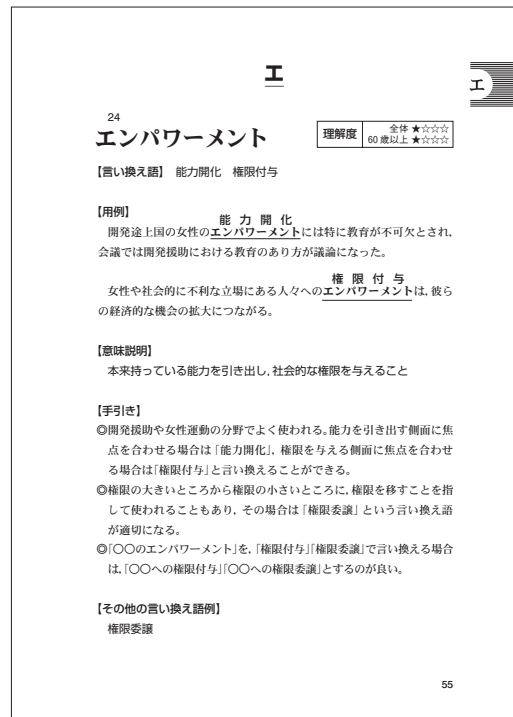 エ
エ
24
エンパワーメント
理解度
全体 ★☆☆☆
60歳以上 ★☆☆☆
【言い換え語】 能力開化 権限付与
【用例】
能力開化
開発途上国の女性のエンパワーメントには特に教育が不可欠とされ,
会議では開発援助における教育のあり方が議論になった。
権限付与
女性や社会的に不利な立場にある人々へのエンパワーメントは,彼ら
の経済的な機会の拡大につながる。
【意味説明】
本来持っている能力を引き出し,社会的な権限を与えること
【手引き】
◎開発援助や女性運動の分野でよく使われる。能力を引き出す側面に焦
点を合わせる場合は「能力開化」,権限を与える側面に焦点を合わせ
る場合は「権限付与」と言い換えることができる。
◎権限の大きいところから権限の小さいところに,権限を移すことを指
して使われることもあり,その場合は「権限委譲」という言い換え語
が適切になる。
◎「〇〇のエンパワーメント」を,「権限付与」「権限委譲」で言い換える場合
は,「〇〇への権限付与」「〇〇への権限委譲」とするのが良い。
【その他の言い換え語例】
権限委譲
55